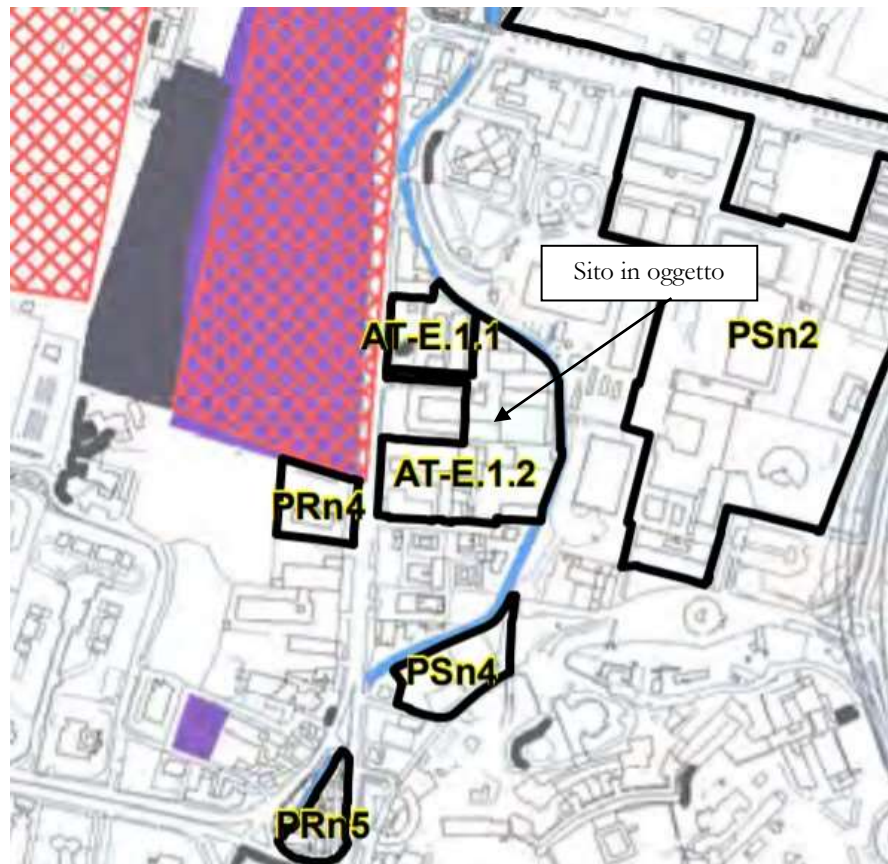 Sito in oggetto
AT-E.1.1
PSn2
AT-E.1.2
PRn4
PSn4
PRn5